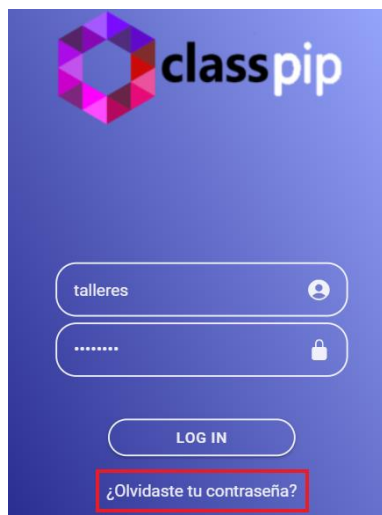 classpip
talleres
••••••••
LOG IN
¿Olvidaste tu contraseña?